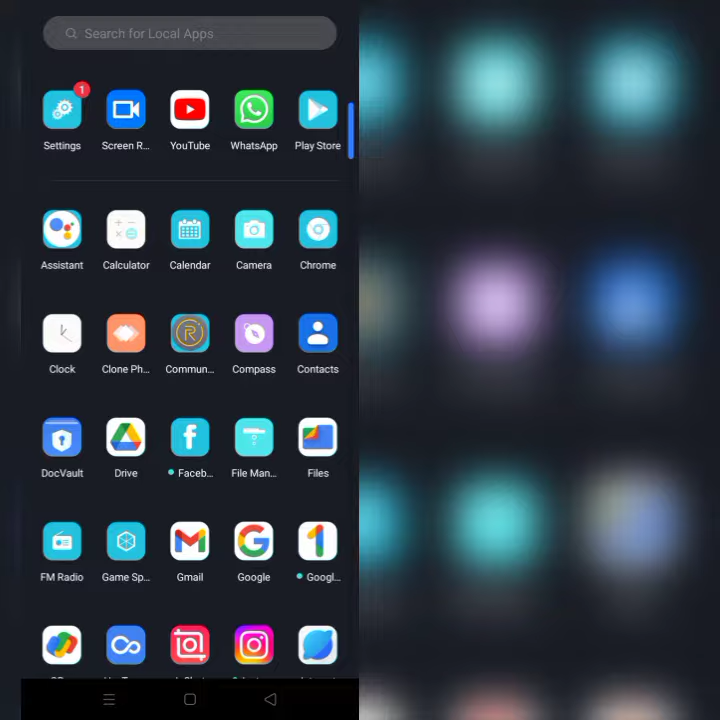 Search for Local Apps
1
Settings Screen R... YouTube WhatsApp Play Store
Assistant Calculator Calendar Camera Chrome
Clock Clone Ph... Commun... Compass Contacts
DocVault Drive Faceb... File Man... Files
FM Radio Game Sp... Gmail Google Googl...